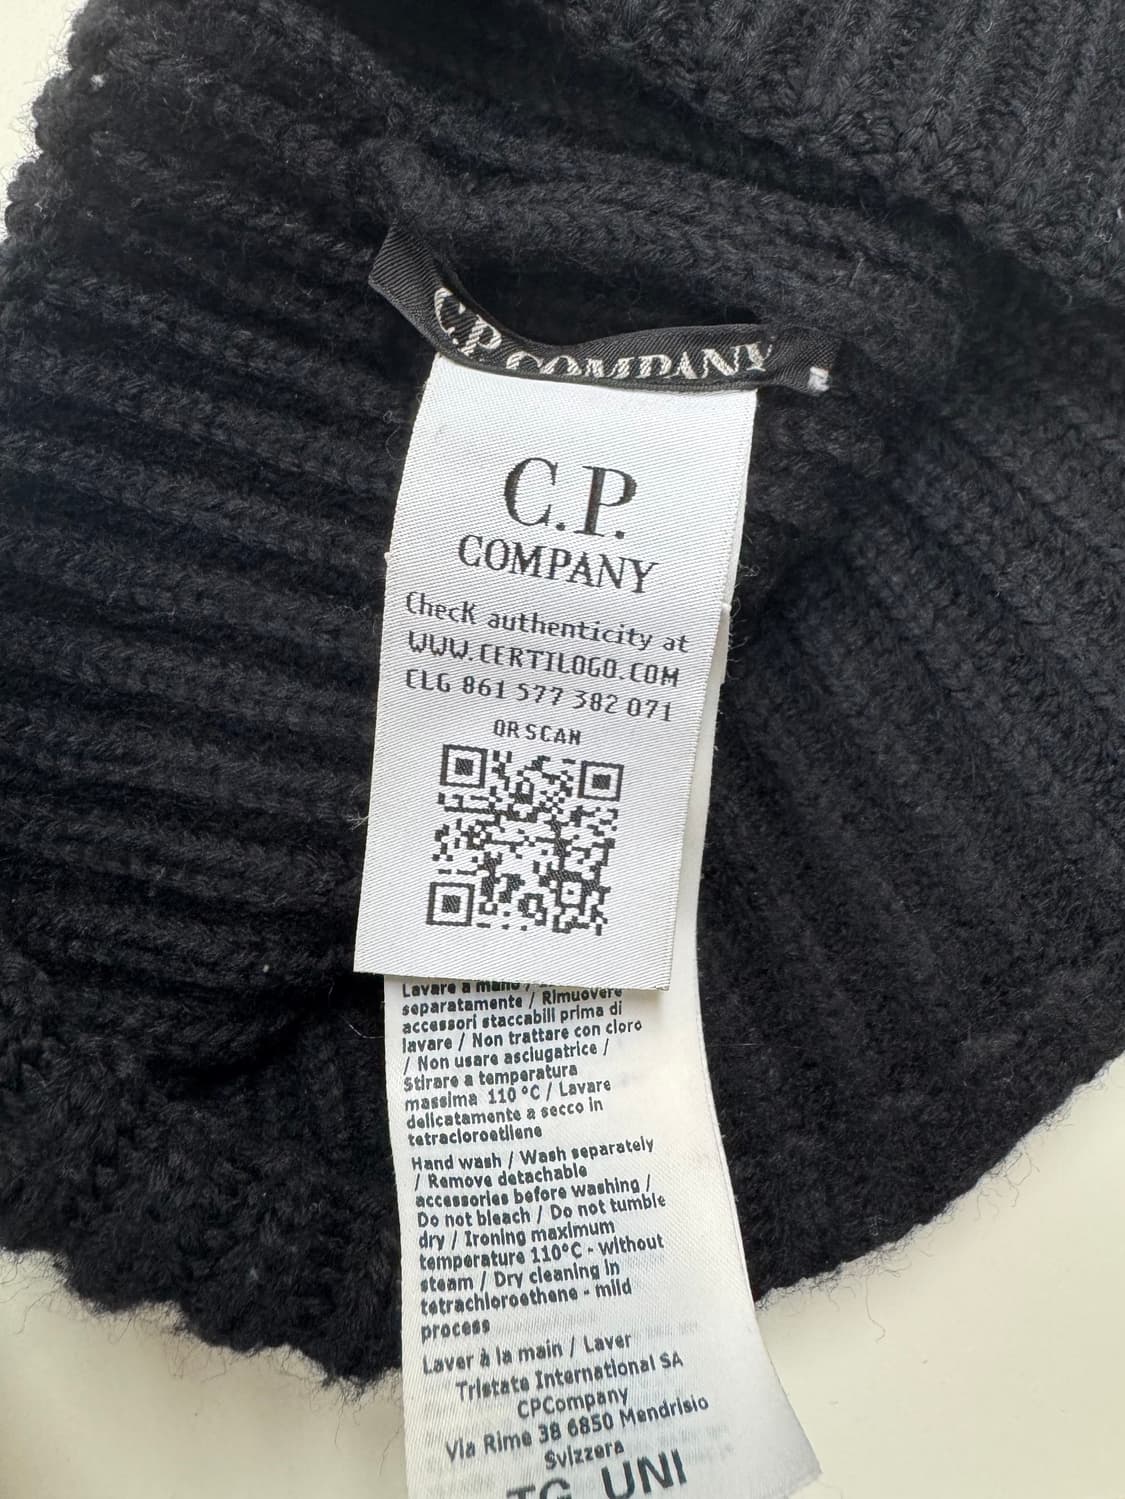 C.P. COMPANY
C.P.
COMPANY
Check authenticity at
WWW.CERTILOGO.COM
CLG 861 577 382 071
OR SCAN
Lavare a mano /
separatamente / Rimuovere
accessori staccabili prima di
lavare / Non trattare con cloro
/ Non usare asciugatrice /
Stirare a temperatura
massima 110 °C / Lavare
delicatamente a secco in
tetracloroetilene
Hand wash / Wash separately
/ Remove detachable
accessories before washing /
Do not bleach / Do not tumble
dry / Ironing maximum
temperature 110°C - without
steam / Dry cleaning in
tetrachloroethene - mild
process
Laver à la main / Laver
Tristate International SA
CPCompany
Via Rime 38 6850 Mendrisio
Svizzera
TG UNI